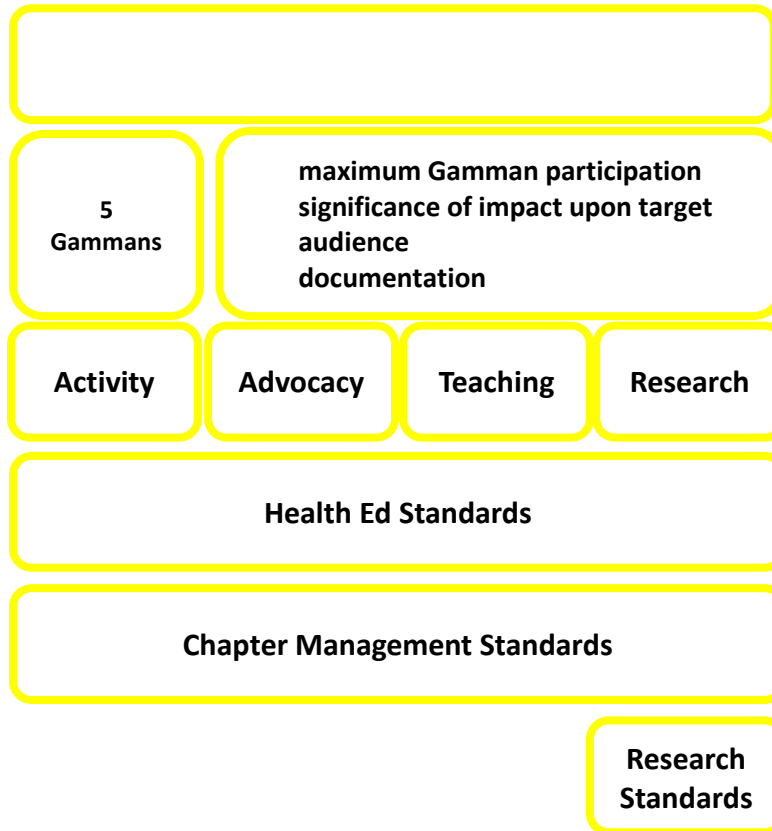 5
Gammans
maximum Gamman participation
significance of impact upon target
audience
documentation
Activity
Advocacy
Teaching
Research
Health Ed Standards
Chapter Management Standards
Research
Standards